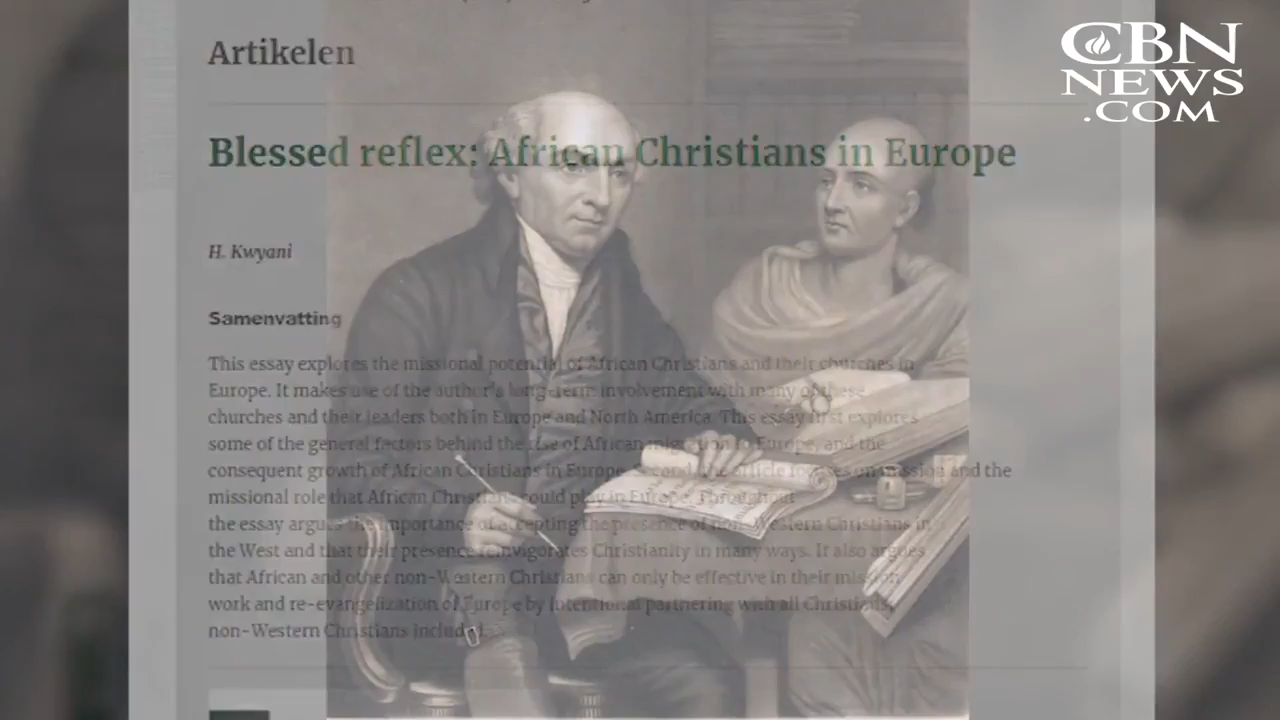 CBN
NEWS
.COM
Artikelen
Blessed reflex: African Christians in Europe
H. Kwyani
Samenvatting
This essay explores the missional potential of African Christians and their churches in
Europe. It makes use of the author's long-term involvement with many of these
churches and their leaders both in Europe and North America. This essay first explores
some of the general factors behind the rise of African migration to Europe, and the
consequent growth of African Christians in Europe. Second, the article focuses on mission and the
missional role that African Christians could play in Europe. Throughout
the essay argues the importance of accepting the presence of non-Western Christians in
the West and that their presence reinvigorates Christianity in many ways. It also argues
that African and other non-Western Christians can only be effective in their mission
work and re-evangelization of Europe by intentional partnering with all Christians,
non-Western Christians included.